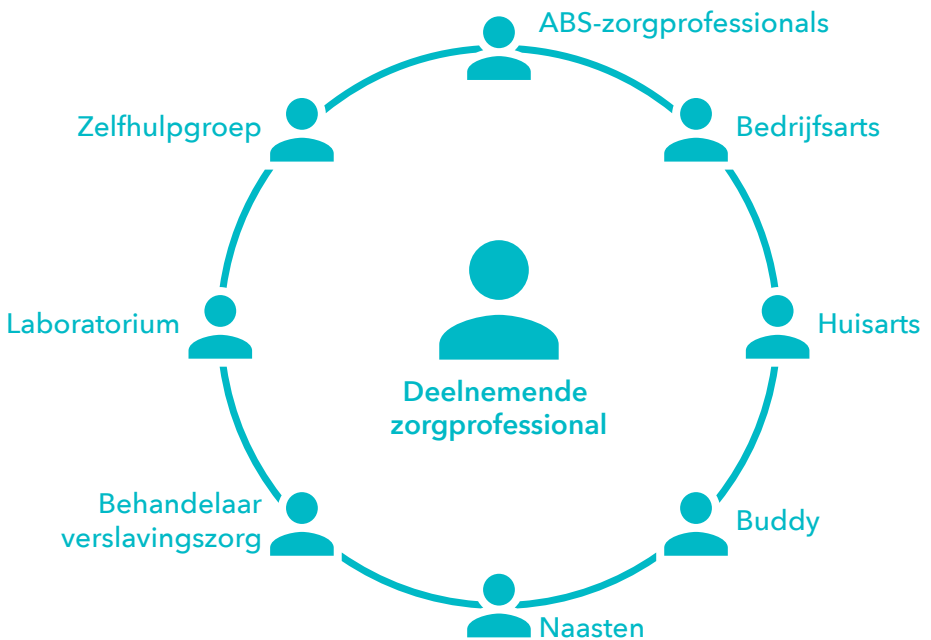 ABS-zorgprofessionals
Zelfhulpgroep
Bedrijfsarts
Laboratorium
Huisarts
Deelnemende
zorgprofessional
Behandelaar
verslavingszorg
Buddy
Naasten